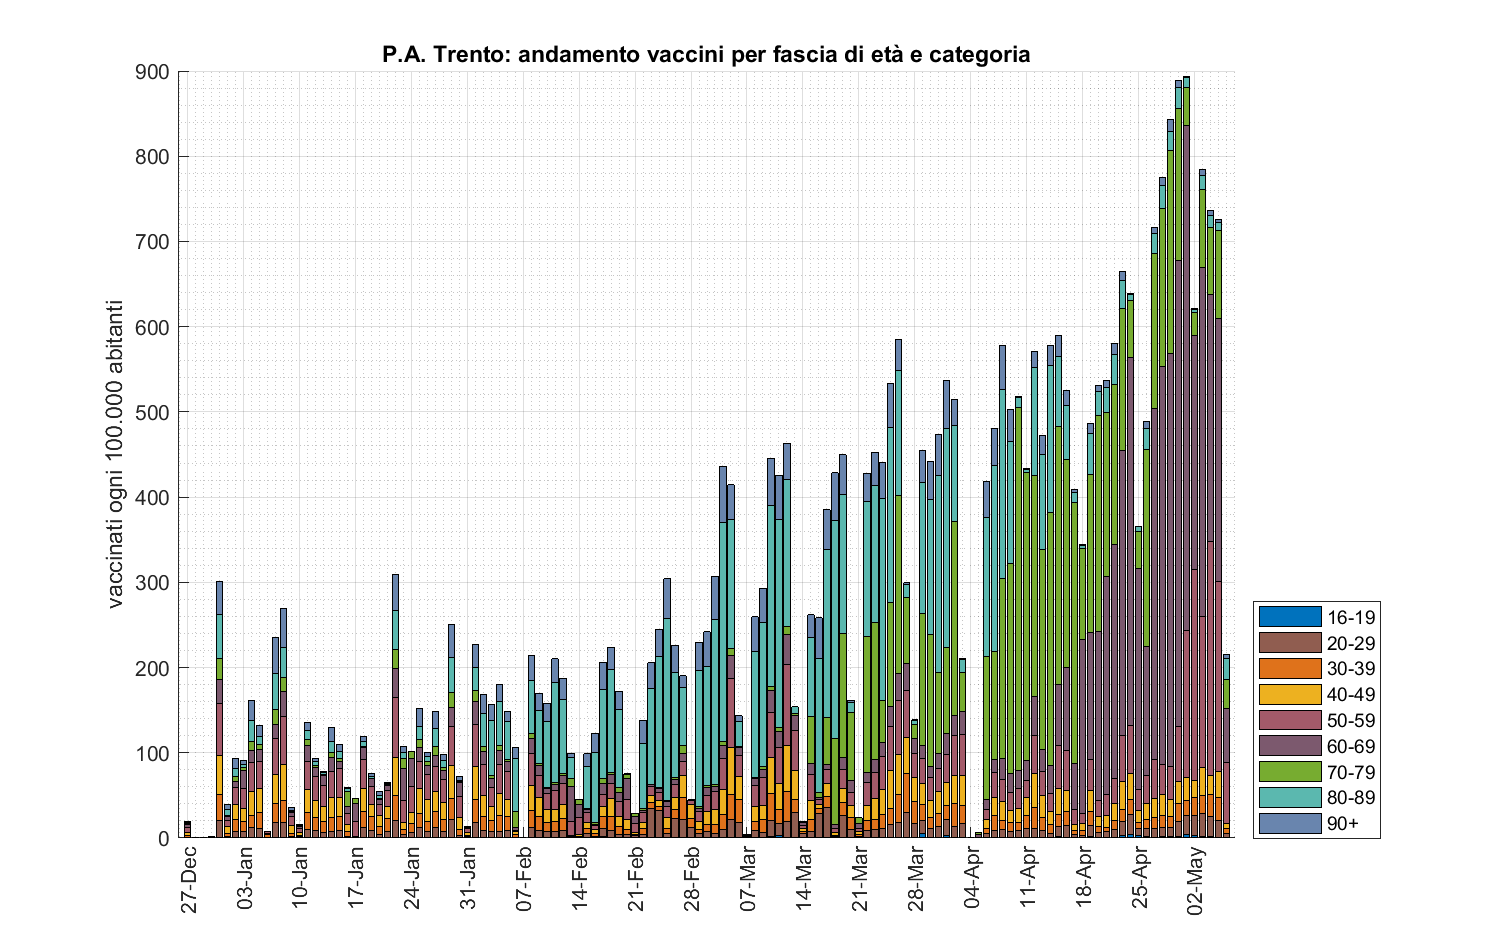 P.A. Trento: andamento vaccini per fascia di età e categoria
vaccinati ogni 100.000 abitanti
900
800
700
600
500
400
300
200
100
0
27-Dec
03-Jan
10-Jan
17-Jan
24-Jan
31-Jan
07-Feb
14-Feb
21-Feb
28-Feb
07-Mar
14-Mar
21-Mar
28-Mar
04-Apr
11-Apr
18-Apr
25-Apr
02-May
16-19
20-29
30-39
40-49
50-59
60-69
70-79
80-89
90+